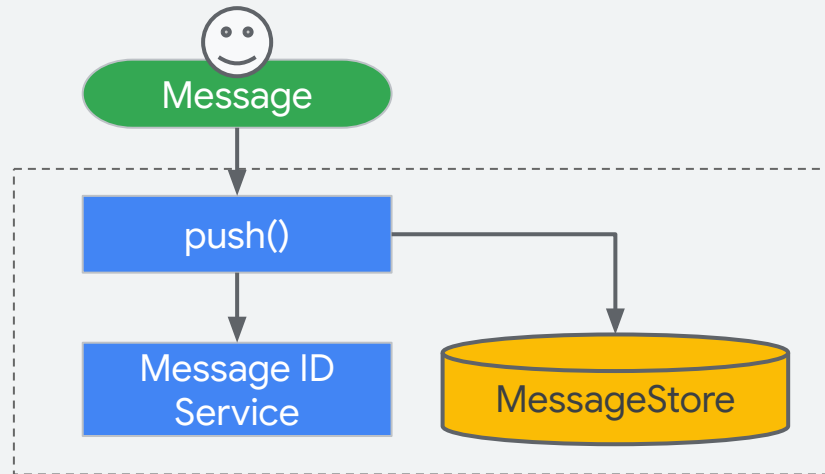 Message
push()
Message ID
Service
MessageStore